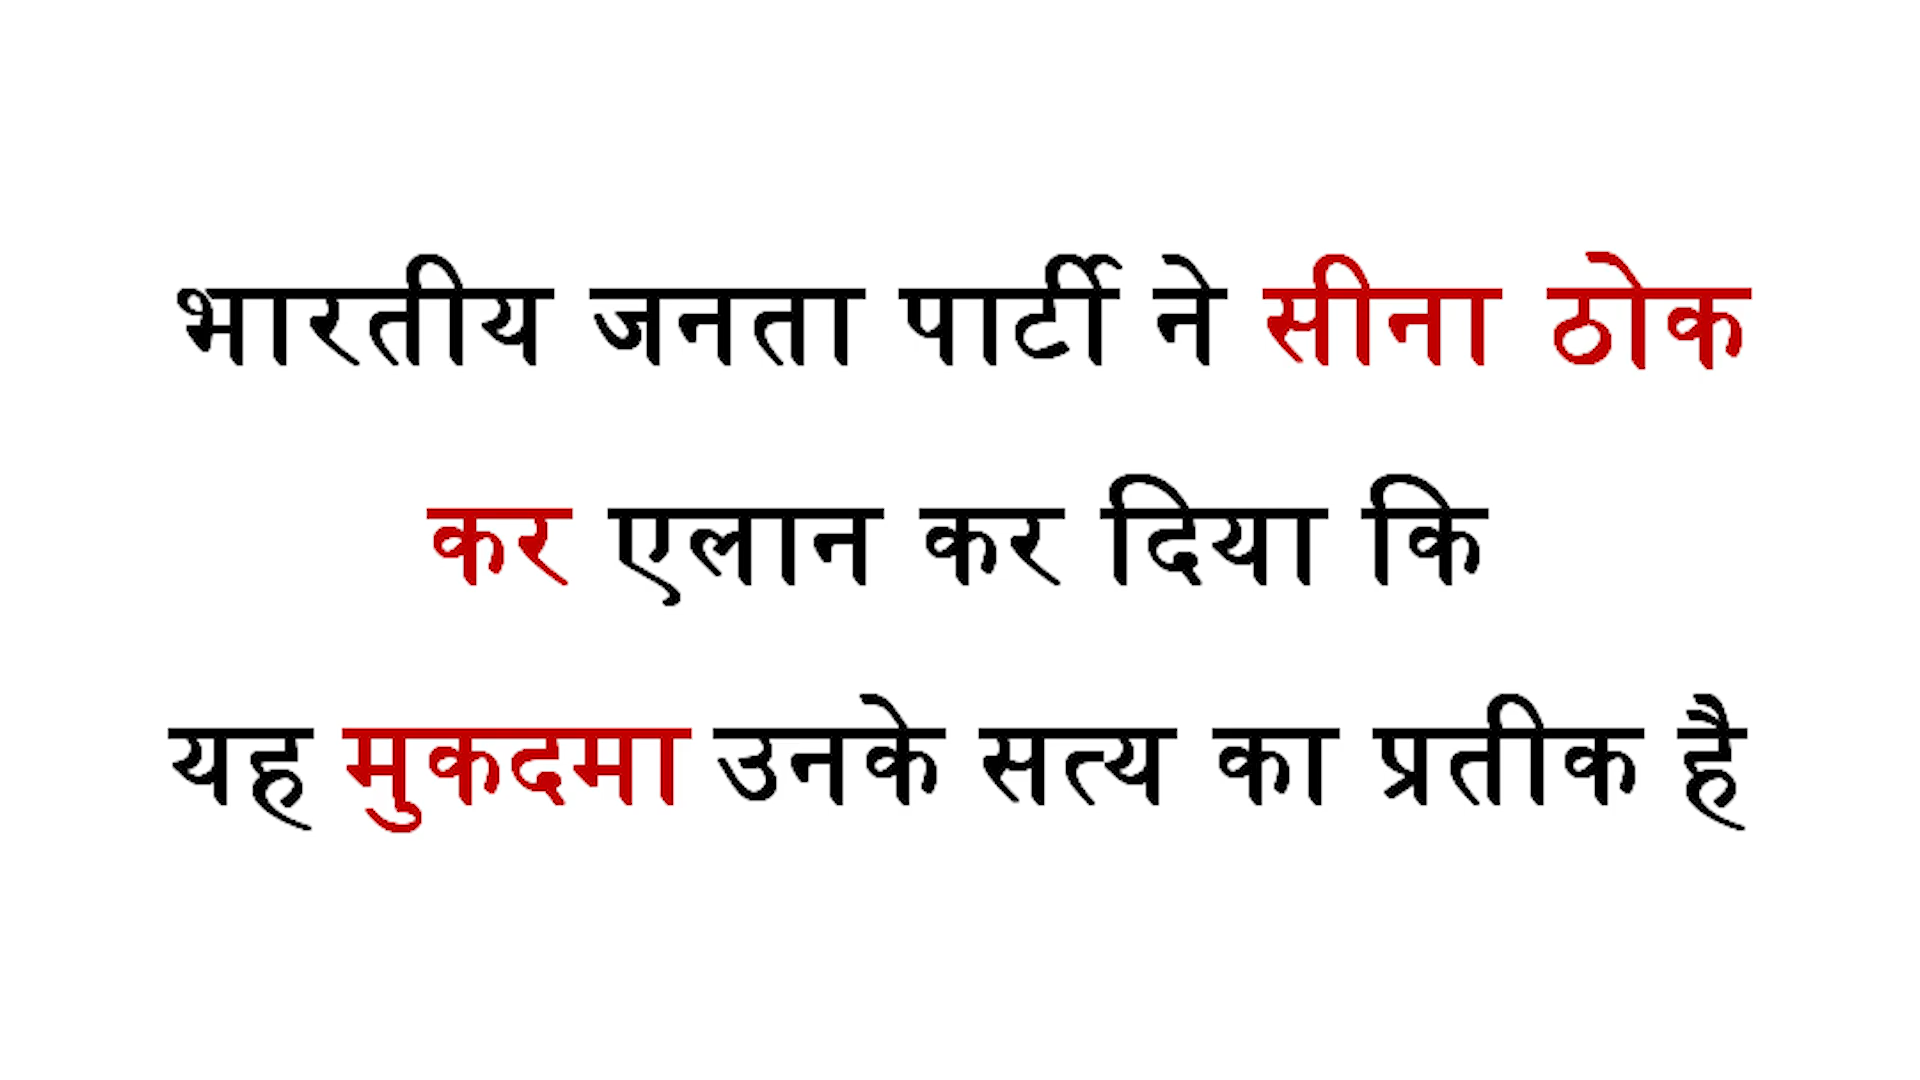 भारतीय जनता पार्टी ने सीना ठोक
कर एलान कर दिया कि
यह मुकदमा उनके सत्य का प्रतीक है